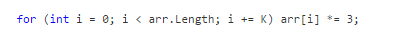 for (int i = 0; i < arr.Length; i += K) arr[i] *= 3;